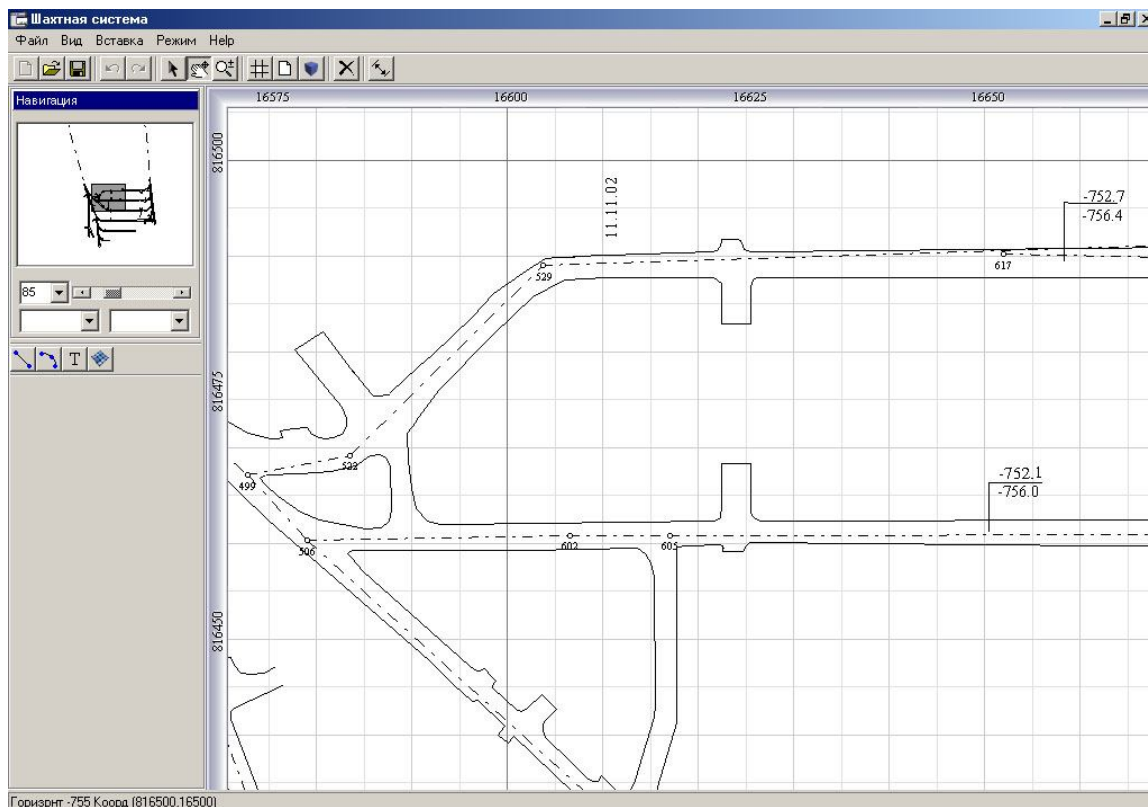 Шахтная система
Файл Вид Вставка Режим Help
Навигация
85
T
16575 16600 16625 16650
816500
816475
816450
11.11.02
-752.7
-756.4
529
617
522
499
-752.1
-756.0
506
602
605
Горизрнт -755 Коорд (816500,16500)